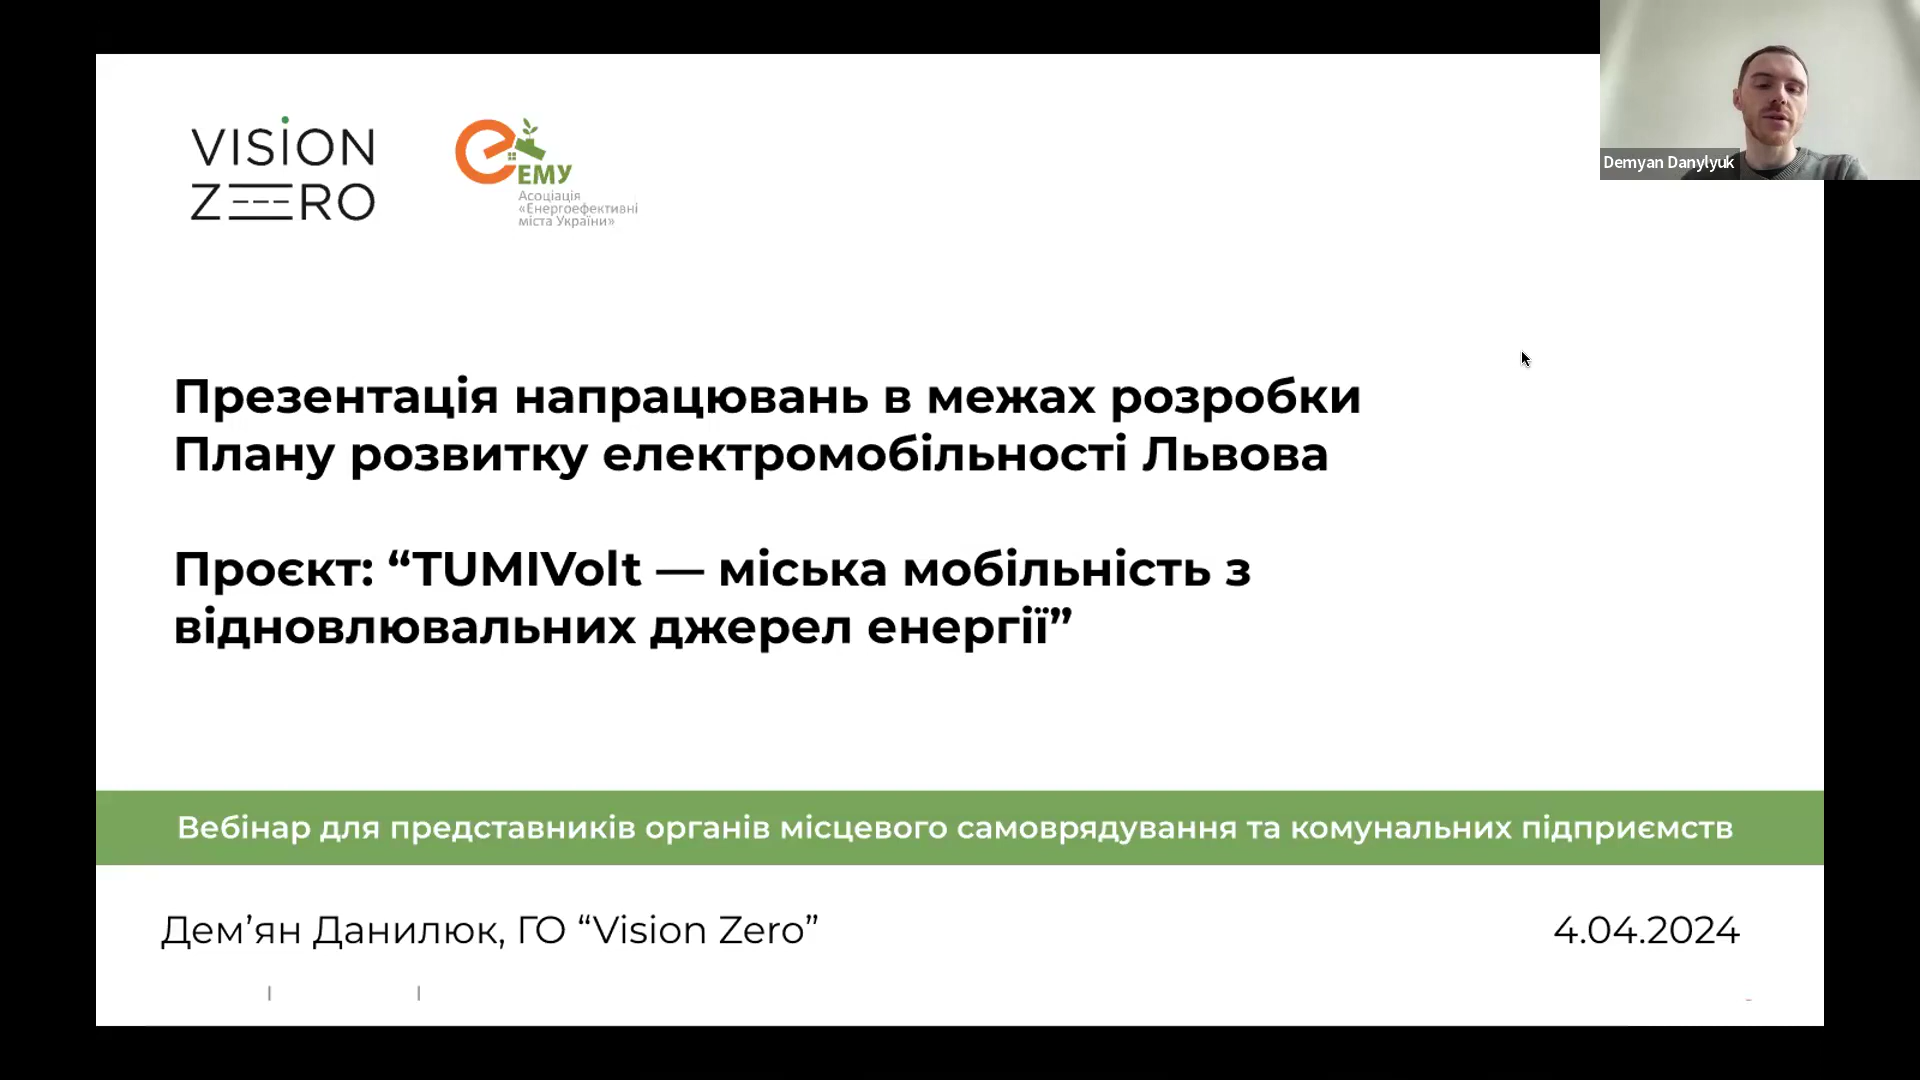 VISION
ZERO
ЕМУ
Асоціація
«Енергоефективні
міста України»
Demyan Danylyuk
Презентація напрацювань в межах розробки
Плану розвитку електромобільності Львова
Проєкт: “TUMIVolt — міська мобільність з
відновлювальних джерел енергії”
Вебінар для представників органів місцевого самоврядування та комунальних підприємств
Дем’ян Данилюк, ГО “Vision Zero”
4.04.2024